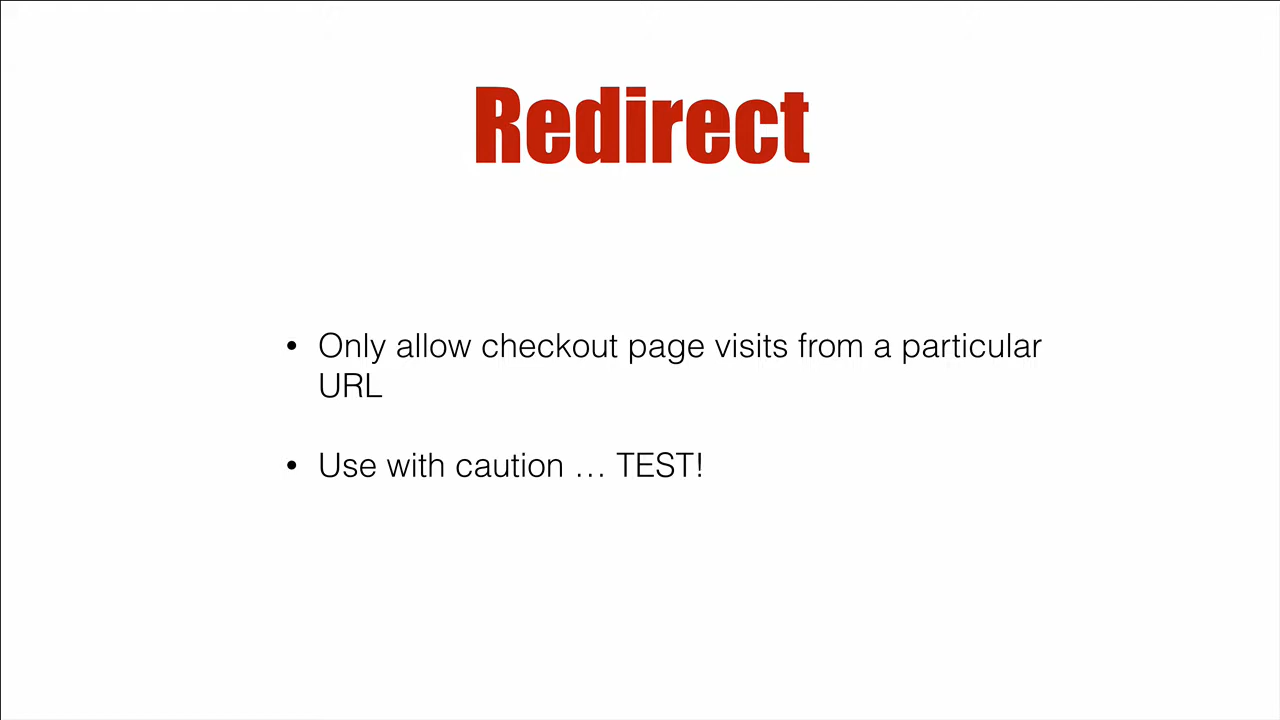 Redirect
• Only allow checkout page visits from a particular
URL
• Use with caution … TEST!